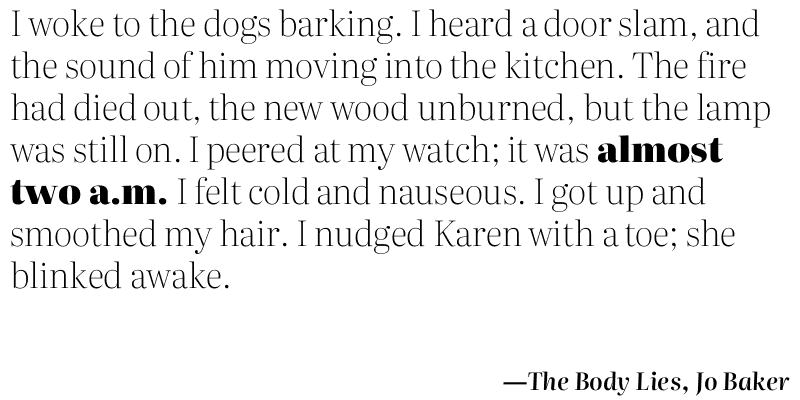 I woke to the dogs barking. I heard a door slam, and
the sound of him moving into the kitchen. The fire
had died out, the new wood unburned, but the lamp
was still on. I peered at my watch; it was almost
two a.m. I felt cold and nauseous. I got up and
smoothed my hair. I nudged Karen with a toe; she
blinked awake.
—The Body Lies, Jo Baker